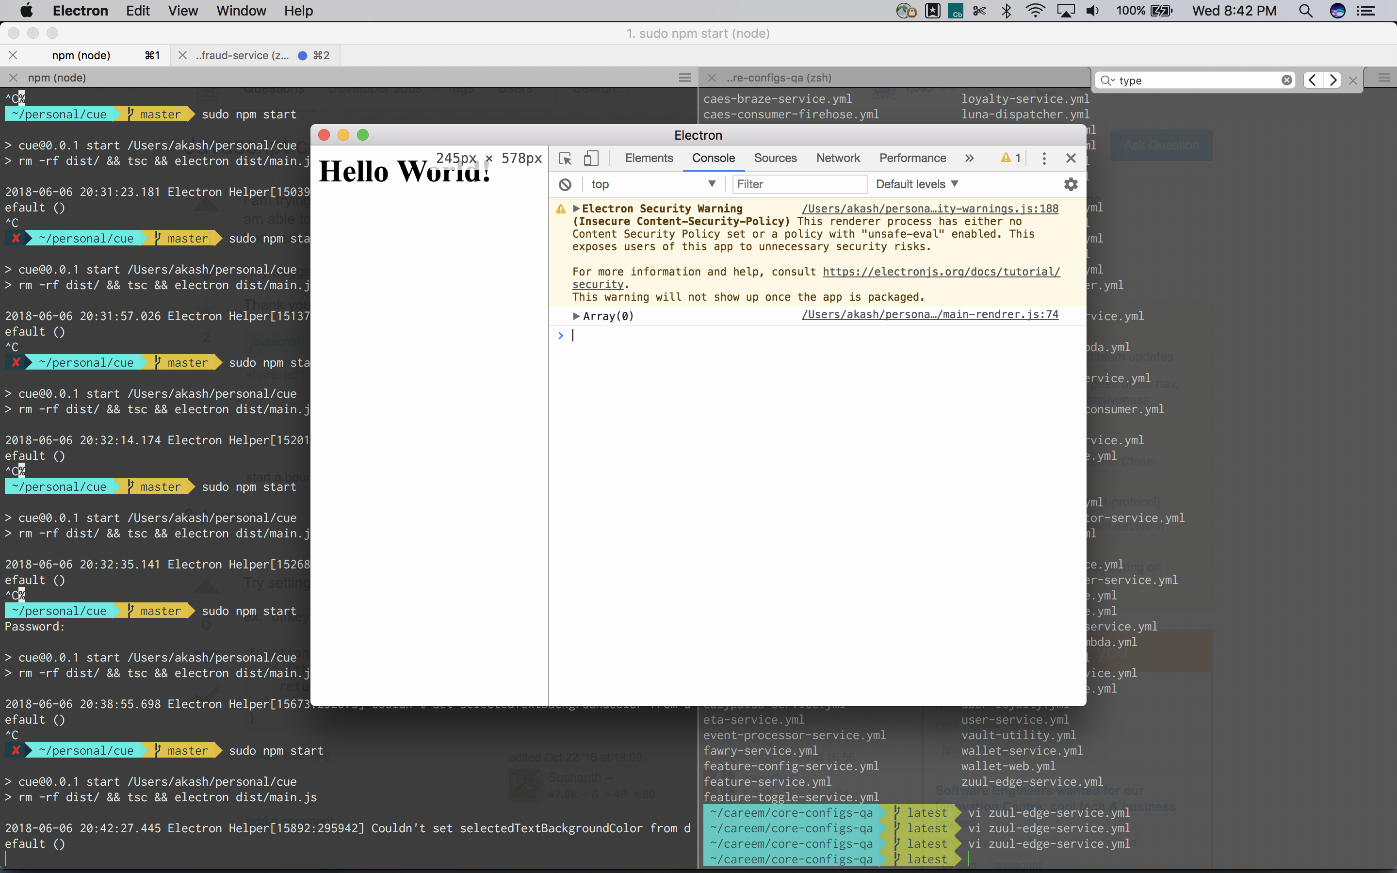 Electron Edit View Window Help 100% Wed 8:42 PM
1. sudo npm start (node)
npm (node) ⌘1 ..fraud-service (z... ⌘2
npm (node)
^C%
~/personal/cue master sudo npm start
> cue@0.0.1 start /Users/akash/personal/cue
> rm -rf dist/ && tsc && electron dist/main.j
2018-06-06 20:31:23.181 Electron Helper[15039
efault ()
^C
✘ ~/personal/cue master sudo npm sta
> cue@0.0.1 start /Users/akash/personal/cue
> rm -rf dist/ && tsc && electron dist/main.j
2018-06-06 20:31:57.026 Electron Helper[15137
efault ()
^C
✘ ~/personal/cue master sudo npm sta
> cue@0.0.1 start /Users/akash/personal/cue
> rm -rf dist/ && tsc && electron dist/main.j
2018-06-06 20:32:14.174 Electron Helper[15201
efault ()
^C%
~/personal/cue master sudo npm start
> cue@0.0.1 start /Users/akash/personal/cue
> rm -rf dist/ && tsc && electron dist/main.j
2018-06-06 20:32:35.141 Electron Helper[15268
efault ()
^C%
~/personal/cue master sudo npm start
Password:
> cue@0.0.1 start /Users/akash/personal/cue
> rm -rf dist/ && tsc && electron dist/main.j
2018-06-06 20:38:55.698 Electron Helper[15673
efault ()
^C
✘ ~/personal/cue master sudo npm start
> cue@0.0.1 start /Users/akash/personal/cue
> rm -rf dist/ && tsc && electron dist/main.js
2018-06-06 20:42:27.445 Electron Helper[15892:295942] Couldn't set selectedTextBackgroundColor from d
efault ()
Electron
Hello World!
245px × 578px
Elements Console Sources Network Performance » 1
top Filter Default levels
Electron Security Warning /Users/akash/persona…ity-warnings.js:188
(Insecure Content-Security-Policy) This renderer process has either no
Content Security Policy set or a policy with "unsafe-eval" enabled. This
exposes users of this app to unnecessary security risks.
For more information and help, consult https://electronjs.org/docs/tutorial/
security.
This warning will not show up once the app is packaged.
Array(0) /Users/akash/persona…/main-rendrer.js:74
..re-configs-qa (zsh)
type
caes-braze-service.yml loyalty-service.yml
caes-consumer-firehose.yml luna-dispatcher.yml
Ask Question
eta-service.yml user-service.yml
event-processor-service.yml vault-utility.yml
fawry-service.yml wallet-service.yml
feature-config-service.yml wallet-web.yml
feature-service.yml zuul-edge-service.yml
feature-toggle-service.yml
~/careem/core-configs-qa latest vi zuul-edge-service.yml
~/careem/core-configs-qa latest vi zuul-edge-service.yml
~/careem/core-configs-qa latest vi zuul-edge-service.yml
~/careem/core-configs-qa latest